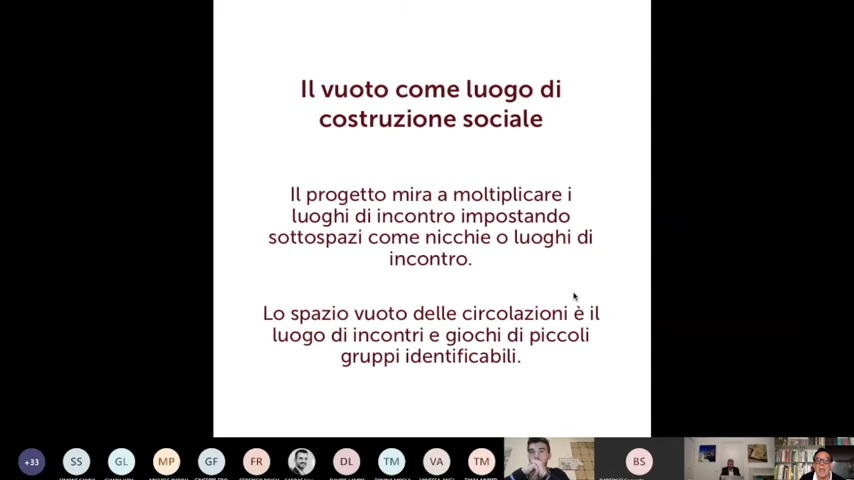 Il vuoto come luogo di
costruzione sociale
Il progetto mira a moltiplicare i
luoghi di incontro impostando
sottospazi come nicchie o luoghi di
incontro.
Lo spazio vuoto delle circolazioni è il
luogo di incontri e giochi di piccoli
gruppi identificabili.
+33
SS
GL
MP
GF
FR
DL
TM
VA
TM
BS